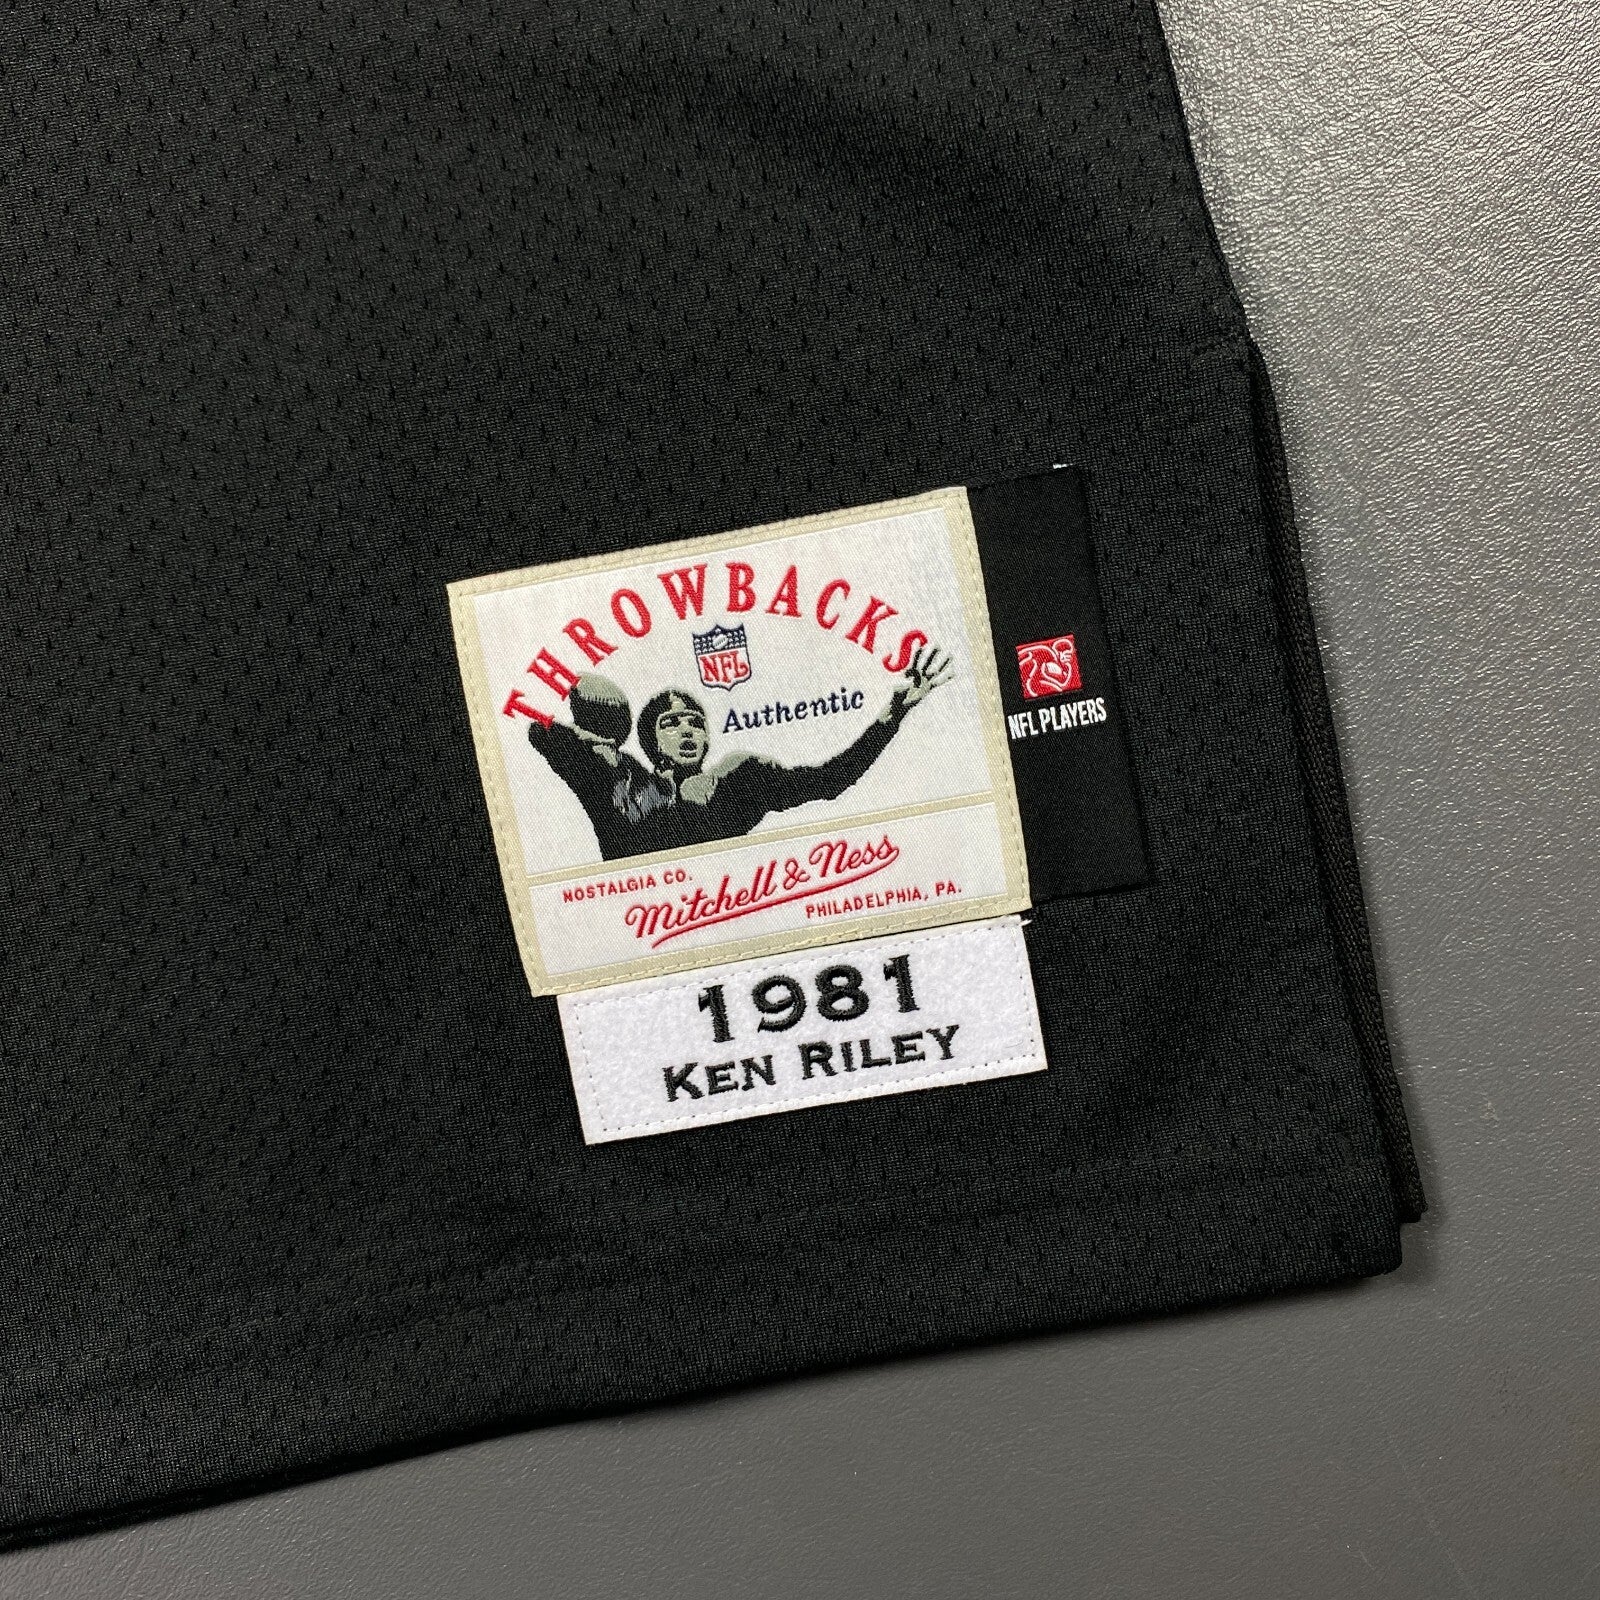 THROWBACKS
NFL
Authentic
NFL PLAYERS
NOSTALGIA CO.
Mitchell & Ness
PHILADELPHIA, PA.
1981
KEN RILEY